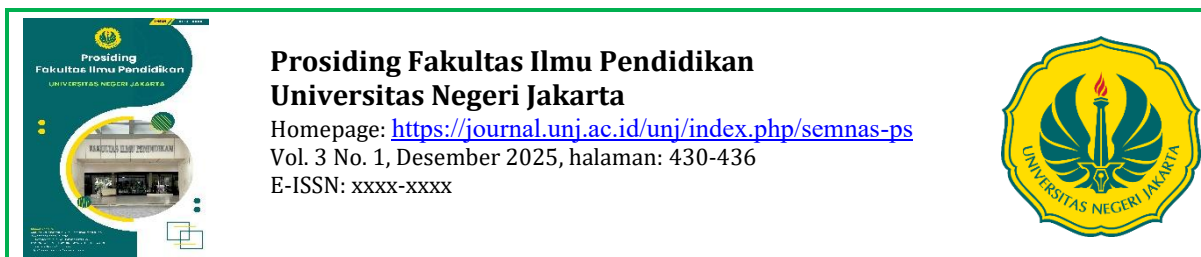 Prosiding
Fakultas Ilmu Pendidikan
UNIVERSITAS NEGERI JAKARTA
FAKULTAS ILMU PENDIDIKAN
Prosiding Fakultas Ilmu Pendidikan
Universitas Negeri Jakarta
Homepage: https://journal.unj.ac.id/unj/index.php/semnas-ps
Vol. 3 No. 1, Desember 2025, halaman: 430-436
E-ISSN: xxxx-xxxx
UNIVERSITAS NEGERI JAKARTA